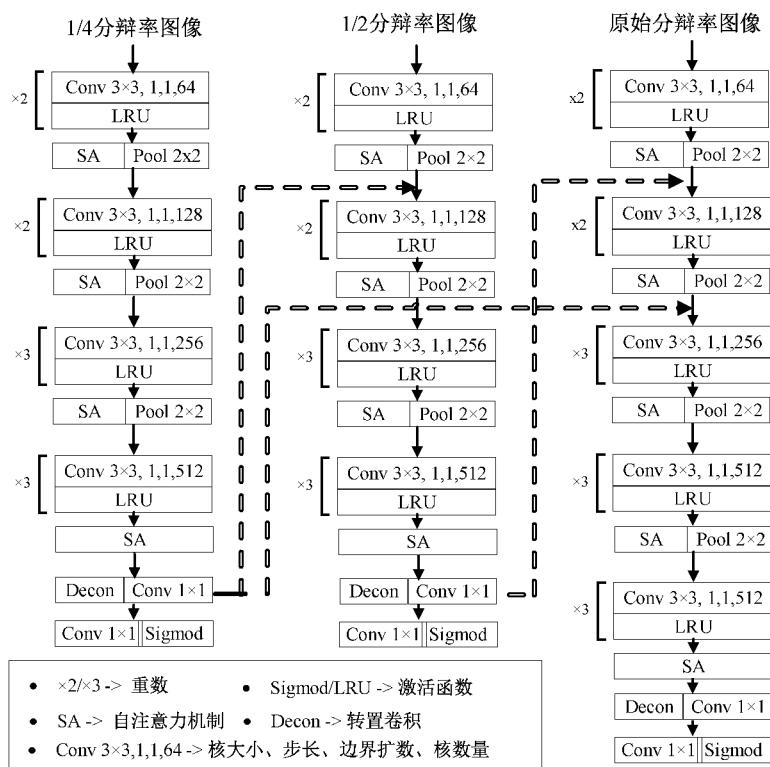 1/4分辩率图像
×2
Conv 3×3, 1,1,64
LRU
SA
Pool 2x2
×2
Conv 3×3, 1,1,128
LRU
SA
Pool 2×2
×3
Conv 3×3, 1,1,256
LRU
SA
Pool 2×2
×3
Conv 3×3, 1,1,512
LRU
SA
Decon
Conv 1×1
Conv 1×1
Sigmod
1/2分辩率图像
×2
Conv 3×3, 1,1,64
LRU
SA
Pool 2×2
×2
Conv 3×3, 1,1,128
LRU
SA
Pool 2×2
×3
Conv 3×3, 1,1,256
LRU
SA
Pool 2×2
×3
Conv 3×3, 1,1,512
LRU
SA
Decon
Conv 1×1
Conv 1×1
Sigmod
原始分辩率图像
x2
Conv 3×3, 1,1,64
LRU
SA
Pool 2×2
x2
Conv 3×3, 1,1,128
LRU
SA
Pool 2×2
×3
Conv 3×3, 1,1,256
LRU
SA
Pool 2×2
×3
Conv 3×3, 1,1,512
LRU
SA
Pool 2×2
×3
Conv 3×3, 1,1,512
LRU
SA
Decon
Conv 1×1
Conv 1×1
Sigmod
• ×2/×3 -> 重数
• Sigmod/LRU -> 激活函数
• SA -> 自注意力机制
• Decon -> 转置卷积
• Conv 3×3,1,1,64 -> 核大小、步长、边界扩数、核数量